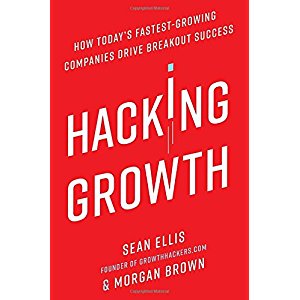 HOW TODAY'S FASTEST-GROWING
COMPANIES DRIVE BREAKOUT SUCCESS
HACKING
GROWTH
SEAN ELLIS
FOUNDER OF GROWTHHACKERS.COM
& MORGAN BROWN